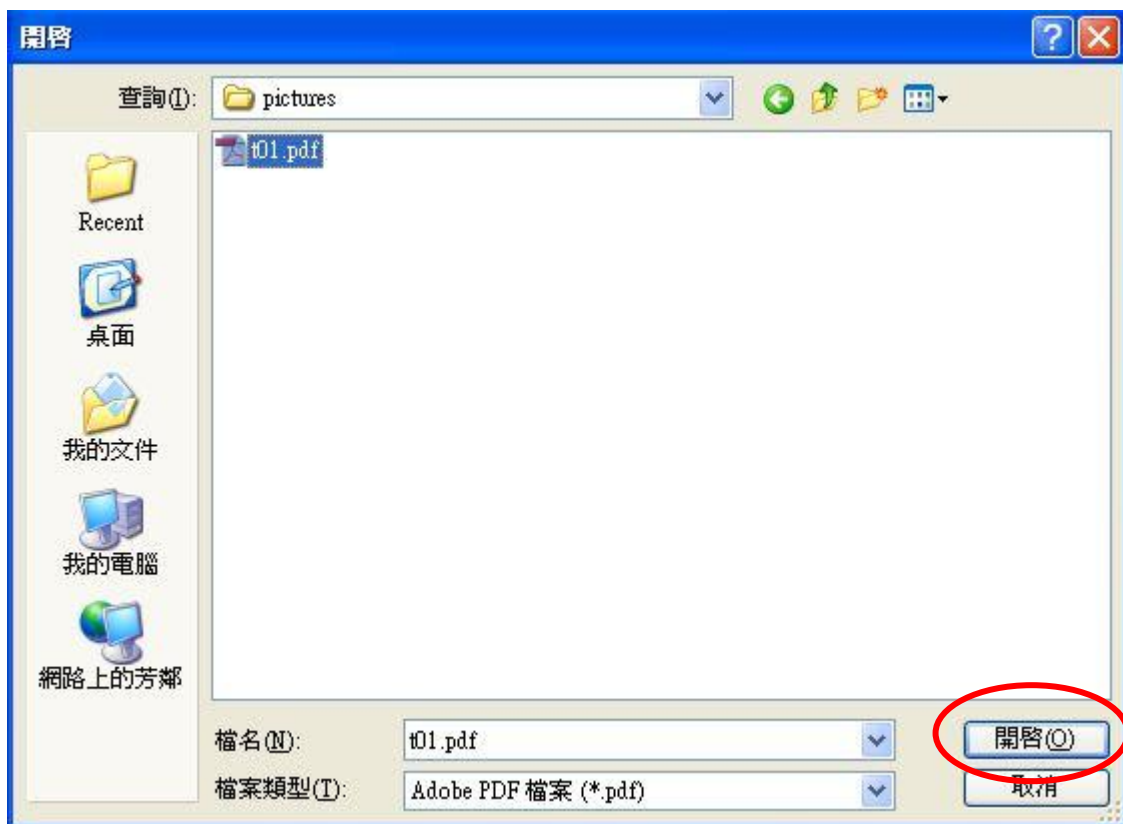 開啓
查詢(I): pictures
t01.pdf
Recent
桌面
我的文件
我的電腦
網路上的芳鄰
檔名(N): t01.pdf 開啓(O)
檔案類型(T): Adobe PDF 檔案 (*.pdf) 取消